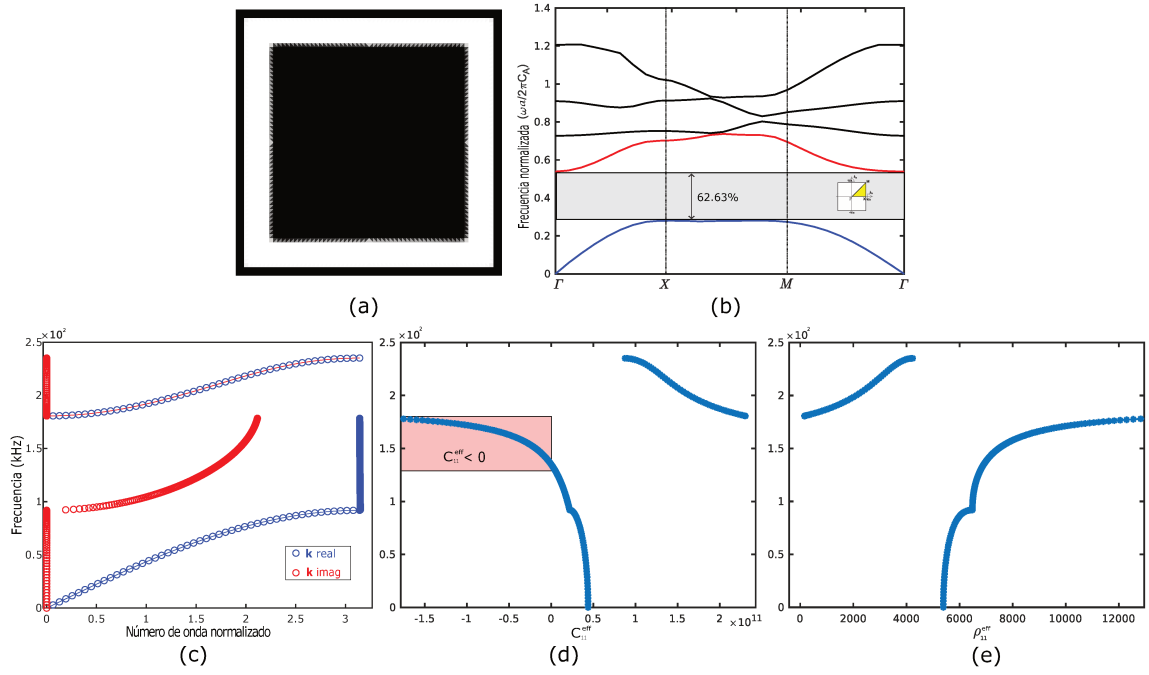 (a)
1.4
1.2
1
0.8
0.6
0.4
0.2
0
Frecuencia normalizada (ωa/2πC_A)
62.63%
Γ X M Γ
(b)
×10²
2.5
2
1.5
1
0.5
0
Frecuencia (kHz)
k real
k imag
0 0.5 1 1.5 2 2.5 3
Número de onda normalizado
(c)
×10²
2.5
2
1.5
1
0.5
0
C₁₁^eff < 0
-1.5 -1 -0.5 0 0.5 1 1.5 2 ×10¹¹
C₁₁^eff
(d)
×10²
2.5
2
1.5
1
0.5
0
0 2000 4000 6000 8000 10000 12000
ρ₁₁^eff
(e)